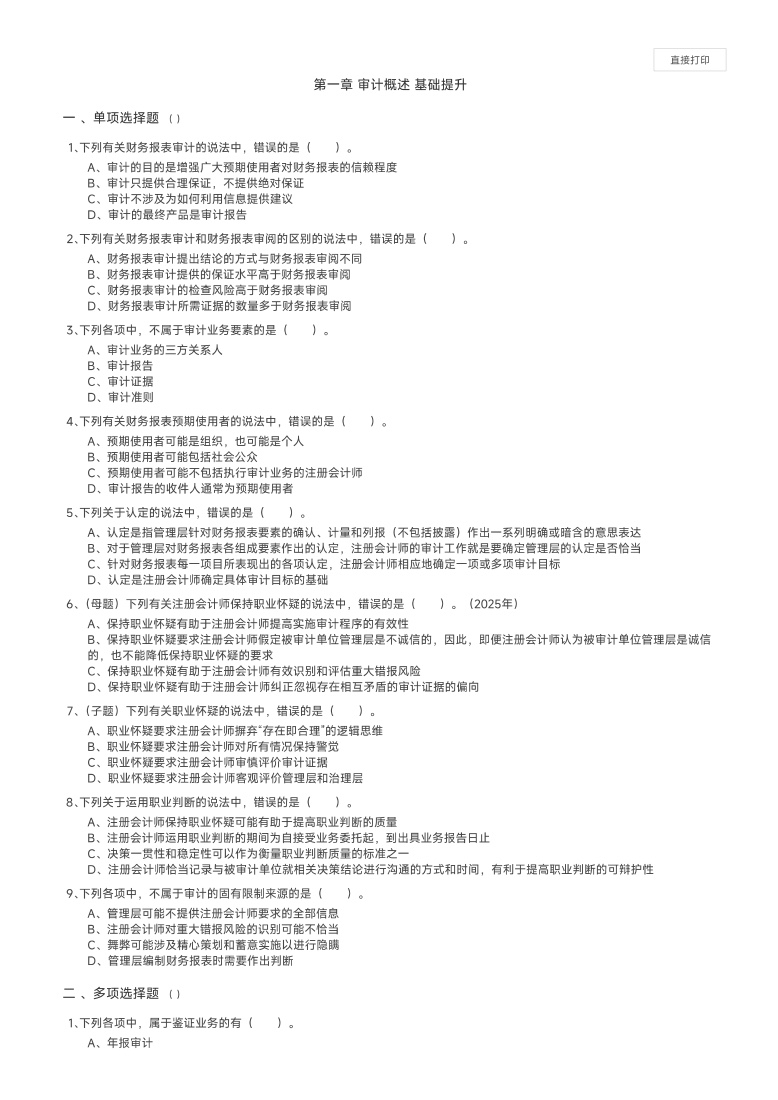 直接打印
第一章 审计概述 基础提升
一 、单项选择题 （ ）
1、下列有关财务报表审计的说法中，错误的是（　　）。
A、审计的目的是增强广大预期使用者对财务报表的信赖程度
B、审计只提供合理保证，不提供绝对保证
C、审计不涉及为如何利用信息提供建议
D、审计的最终产品是审计报告
2、下列有关财务报表审计和财务报表审阅的区别的说法中，错误的是（　　）。
A、财务报表审计提出结论的方式与财务报表审阅不同
B、财务报表审计提供的保证水平高于财务报表审阅
C、财务报表审计的检查风险高于财务报表审阅
D、财务报表审计所需证据的数量多于财务报表审阅
3、下列各项中，不属于审计业务要素的是（　　）。
A、审计业务的三方关系人
B、审计报告
C、审计证据
D、审计准则
4、下列有关财务报表预期使用者的说法中，错误的是（　　）。
A、预期使用者可能是组织，也可能是个人
B、预期使用者可能包括社会公众
C、预期使用者可能不包括执行审计业务的注册会计师
D、审计报告的收件人通常为预期使用者
5、下列关于认定的说法中，错误的是（　　）。
A、认定是指管理层针对财务报表要素的确认、计量和列报（不包括披露）作出一系列明确或暗含的意思表达
B、对于管理层对财务报表各组成要素作出的认定，注册会计师的审计工作就是要确定管理层的认定是否恰当
C、针对财务报表每一项目所表现出的各项认定，注册会计师相应地确定一项或多项审计目标
D、认定是注册会计师确定具体审计目标的基础
6、（母题）下列有关注册会计师保持职业怀疑的说法中，错误的是（　　）。（2025年）
A、保持职业怀疑有助于注册会计师提高实施审计程序的有效性
B、保持职业怀疑要求注册会计师假定被审计单位管理层是不诚信的，因此，即便注册会计师认为被审计单位管理层是诚信
的，也不能降低保持职业怀疑的要求
C、保持职业怀疑有助于注册会计师有效识别和评估重大错报风险
D、保持职业怀疑有助于注册会计师纠正忽视存在相互矛盾的审计证据的偏向
7、（子题）下列有关职业怀疑的说法中，错误的是（　　）。
A、职业怀疑要求注册会计师摒弃“存在即合理”的逻辑思维
B、职业怀疑要求注册会计师对所有情况保持警觉
C、职业怀疑要求注册会计师审慎评价审计证据
D、职业怀疑要求注册会计师客观评价管理层和治理层
8、下列关于运用职业判断的说法中，错误的是（　　）。
A、注册会计师保持职业怀疑可能有助于提高职业判断的质量
B、注册会计师运用职业判断的期间为自接受业务委托起，到出具业务报告日止
C、决策一贯性和稳定性可以作为衡量职业判断质量的标准之一
D、注册会计师恰当记录与被审计单位就相关决策结论进行沟通的方式和时间，有利于提高职业判断的可辩护性
9、下列各项中，不属于审计的固有限制来源的是（　　）。
A、管理层可能不提供注册会计师要求的全部信息
B、注册会计师对重大错报风险的识别可能不恰当
C、舞弊可能涉及精心策划和蓄意实施以进行隐瞒
D、管理层编制财务报表时需要作出判断
二 、多项选择题 （ ）
1、下列各项中，属于鉴证业务的有（　　）。
A、年报审计